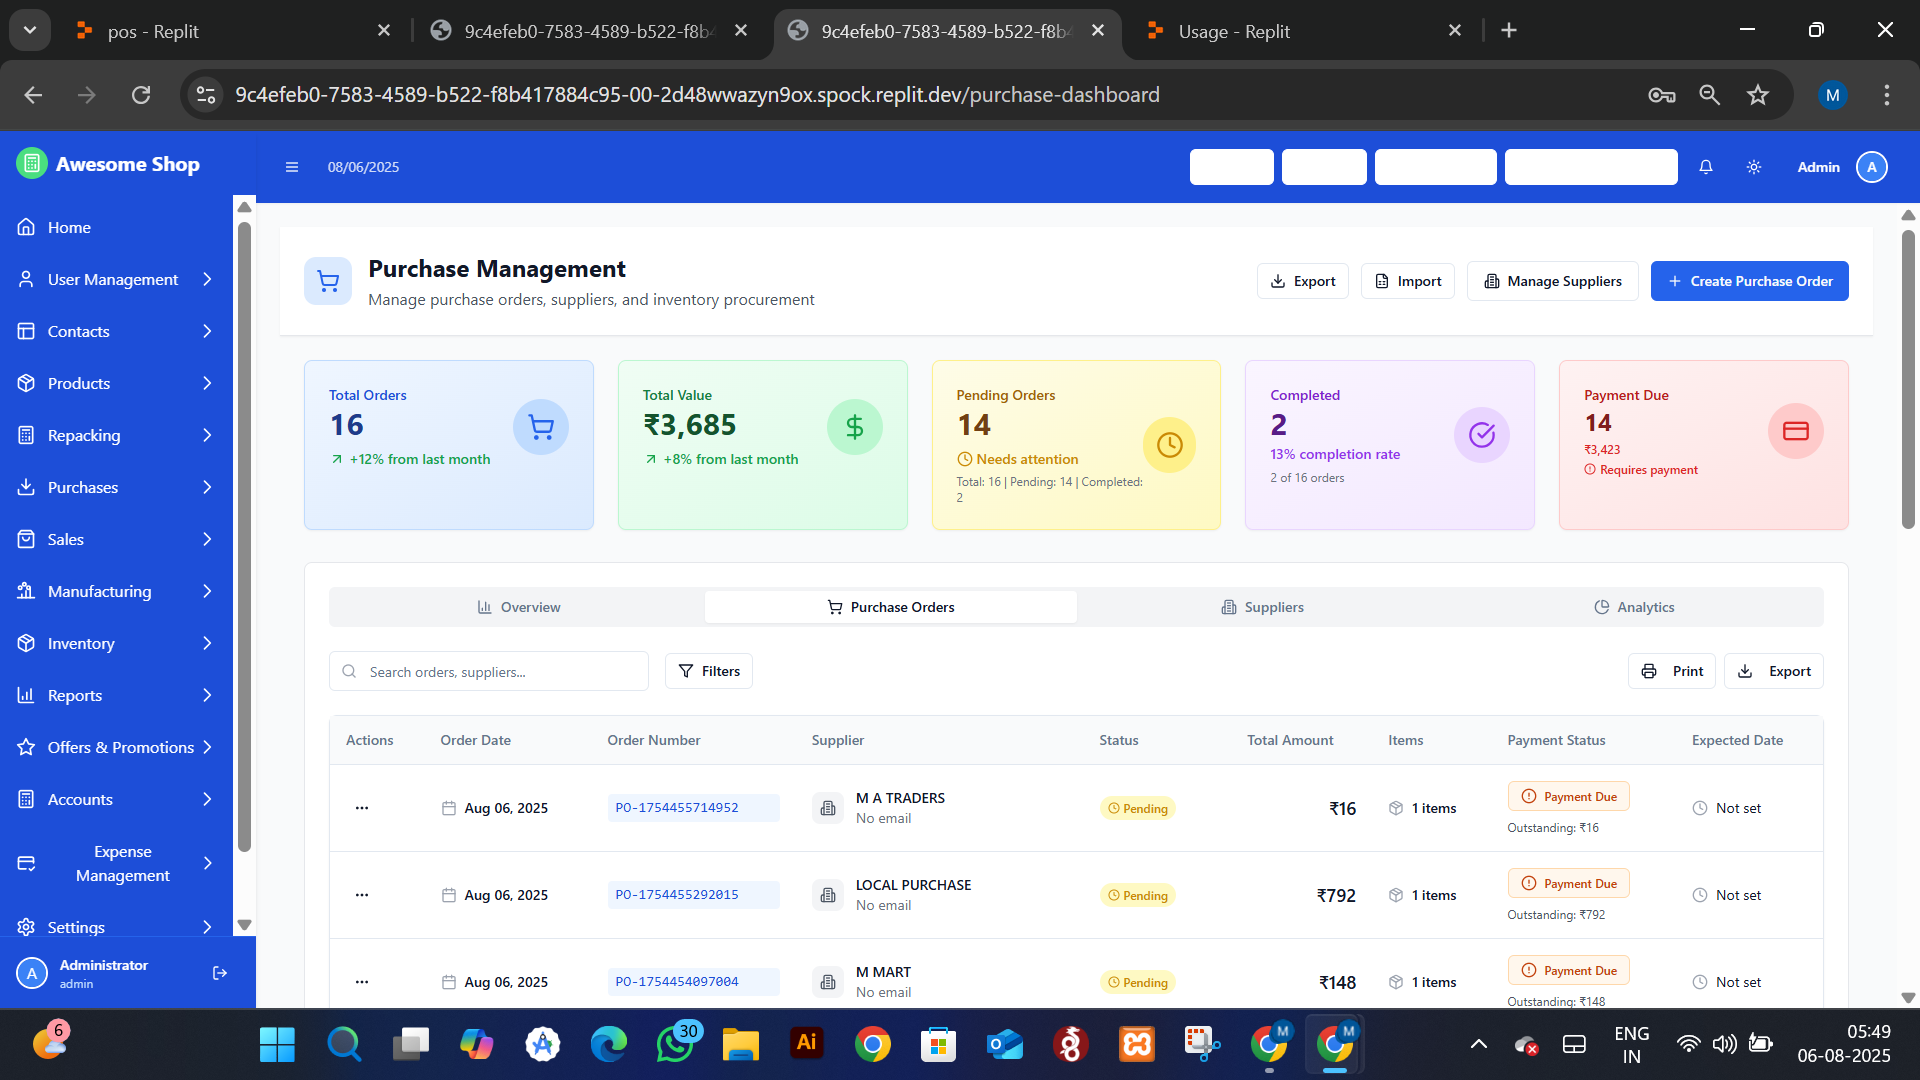 pos - Replit
9c4efeb0-7583-4589-b522-f8b4
9c4efeb0-7583-4589-b522-f8b4
Usage - Replit
9c4efeb0-7583-4589-b522-f8b417884c95-00-2d48wwazyn9ox.spock.replit.dev/purchase-dashboard
M
Awesome Shop
08/06/2025
Admin
A
Home
User Management
Contacts
Products
Repacking
Purchases
Sales
Manufacturing
Inventory
Reports
Offers & Promotions
Accounts
Expense
Management
Settings
A
Administrator
admin
Purchase Management
Manage purchase orders, suppliers, and inventory procurement
Export
Import
Manage Suppliers
Create Purchase Order
Total Orders
16
+12% from last month
Total Value
₹3,685
+8% from last month
Pending Orders
14
Needs attention
Total: 16 | Pending: 14 | Completed:
2
Completed
2
13% completion rate
2 of 16 orders
Payment Due
14
₹3,423
Requires payment
Overview
Purchase Orders
Suppliers
Analytics
Search orders, suppliers...
Filters
Print
Export
Actions Order Date Order Number Supplier Status Total Amount Items Payment Status Expected Date
Aug 06, 2025 PO-1754455714952 M A TRADERS Pending ₹16 1 items Payment Due Not set
No email Outstanding: ₹16
Aug 06, 2025 PO-1754455292015 LOCAL PURCHASE Pending ₹792 1 items Payment Due Not set
No email Outstanding: ₹792
Aug 06, 2025 PO-1754454097004 M MART Pending ₹148 1 items Payment Due Not set
No email Outstanding: ₹148
6
30
Ai
M
M
ENG
IN
05:49
06-08-2025